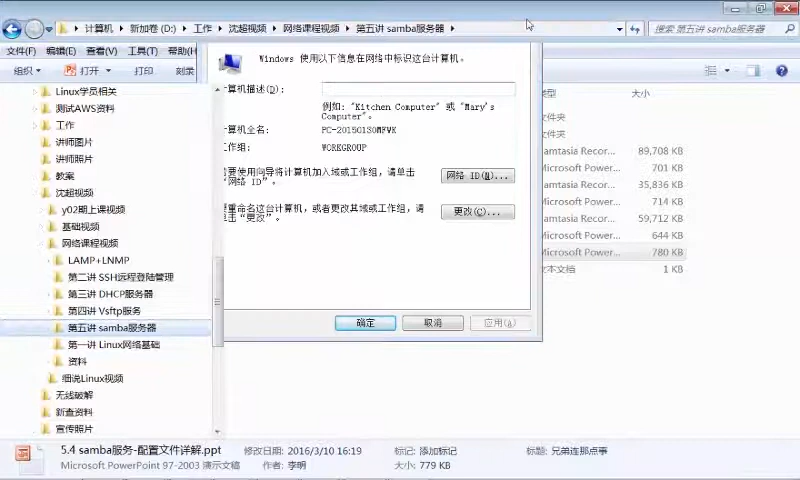 计算机 ▸ 新加卷 (D:) ▸ 工作 ▸ 沈超视频 ▸ 网络课程视频 ▸ 第五讲 samba服务器 ▸
搜索 第五讲 samba服务器
文件(F) 编辑(E) 查看(V) 工具(T) 帮助(H
组织 打开 打印 刻录
Linux学员相关
测试AWS资料
工作
讲师图片
讲师照片
教案
沈超视频
y02期上课视频
基础视频
网络课程视频
LAMP+LNMP
第二讲 SSH远程登陆管理
第三讲 DHCP服务器
第四讲 Vsftp服务
第五讲 samba服务器
第一讲 Linux网络基础
资料
细说Linux视频
无线破解
新查资料
宣传照片
Windows 使用以下信息在网络中标识这台计算机。
计算机描述(D):
例如: "Kitchen Computer" 或 "Mary's
Computer"。
计算机全名:
工作组: WORKGROUP
要使用向导将计算机加入域或工作组，请单
击"网络 ID"。
网络 ID(N)...
要重命名这台计算机，或者更改其域或工作组，请
单击"更改"。
更改(C)...
确定 取消 应用(A)
类型 大小
文件夹
文件夹
amtasia Recor... 89,708 KB
Microsoft Power... 701 KB
amtasia Recor... 35,836 KB
Microsoft Power... 714 KB
amtasia Recor... 59,712 KB
Microsoft Power... 644 KB
Microsoft Power... 780 KB
文本文档 1 KB
5.4 samba服务-配置文件详解.ppt 修改日期: 2016/3/10 16:19 标记: 添加标记 标题: 兄弟连那点事
Microsoft PowerPoint 97-2003 演示文稿 作者: 李明 大小: 779 KB